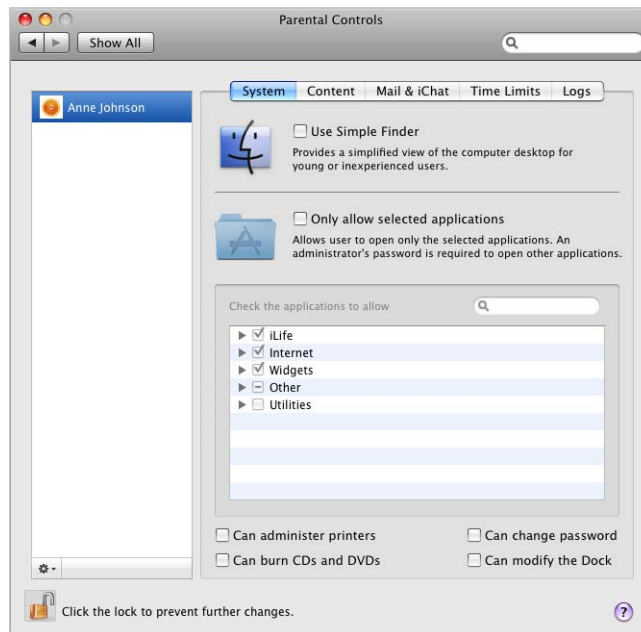 Parental Controls
Show All
Anne Johnson
System Content Mail & iChat Time Limits Logs
Use Simple Finder
Provides a simplified view of the computer desktop for
young or inexperienced users.
Only allow selected applications
Allows user to open only the selected applications. An
administrator's password is required to open other applications.
Check the applications to allow
iLife
Internet
Widgets
Other
Utilities
Can administer printers
Can change password
Can burn CDs and DVDs
Can modify the Dock
Click the lock to prevent further changes.
?